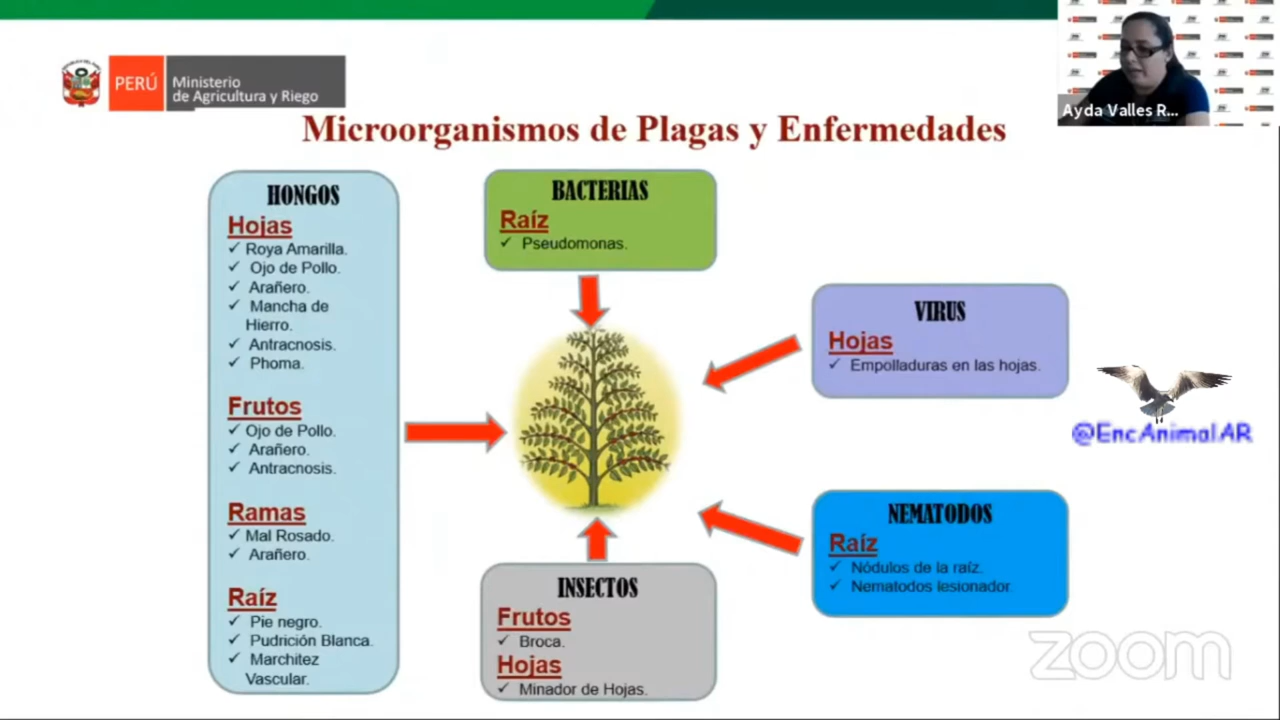 PERÚ
Ministerio
de Agricultura y Riego
Ayda Valles R...
Microorganismos de Plagas y Enfermedades
HONGOS
Hojas
✓ Roya Amarilla.
✓ Ojo de Pollo.
✓ Arañero.
✓ Mancha de
Hierro.
✓ Antracnosis.
✓ Phoma.
Frutos
✓ Ojo de Pollo.
✓ Arañero.
✓ Antracnosis.
Ramas
✓ Mal Rosado.
✓ Arañero.
Raíz
✓ Pie negro.
✓ Pudrición Blanca.
✓ Marchitez
Vascular.
BACTERIAS
Raíz
✓ Pseudomonas.
VIRUS
Hojas
✓ Empolladuras en las hojas.
@EncAnimalAR
NEMATODOS
Raíz
✓ Nódulos de la raíz.
✓ Nematodos lesionador.
INSECTOS
Frutos
✓ Broca.
Hojas
✓ Minador de Hojas.
zoom